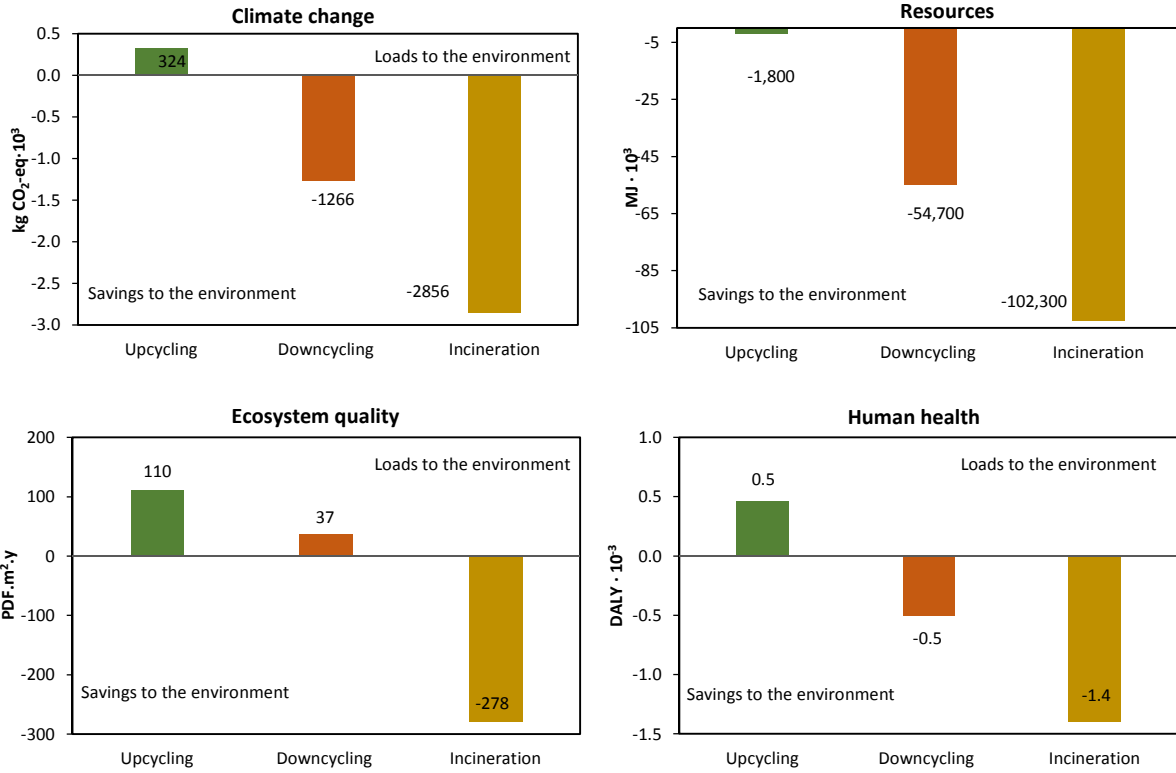 Climate change
0.5
0.0
-0.5
-1.0
-1.5
-2.0
-2.5
-3.0
kg CO₂-eq·10³
Loads to the environment
324
-1266
-2856
Savings to the environment
Upcycling Downcycling Incineration
Resources
-5
-25
-45
-65
-85
-105
MJ · 10³
-1,800
-54,700
-102,300
Savings to the environment
Upcycling Downcycling Incineration
Ecosystem quality
200
100
0
-100
-200
-300
PDF.m².y
Loads to the environment
110
37
-278
Savings to the environment
Upcycling Downcycling Incineration
Human health
1.0
0.5
0.0
-0.5
-1.0
-1.5
DALY · 10⁻³
Loads to the environment
0.5
-0.5
-1.4
Savings to the environment
Upcycling Downcycling Incineration